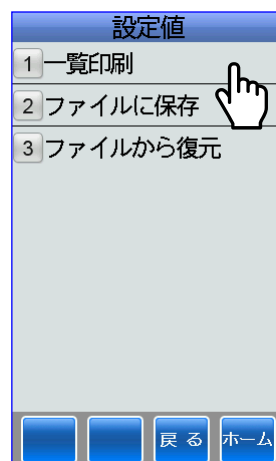 設定値
1 一覧印刷
2 ファイルに保存
3 ファイルから復元
戻る ホーム